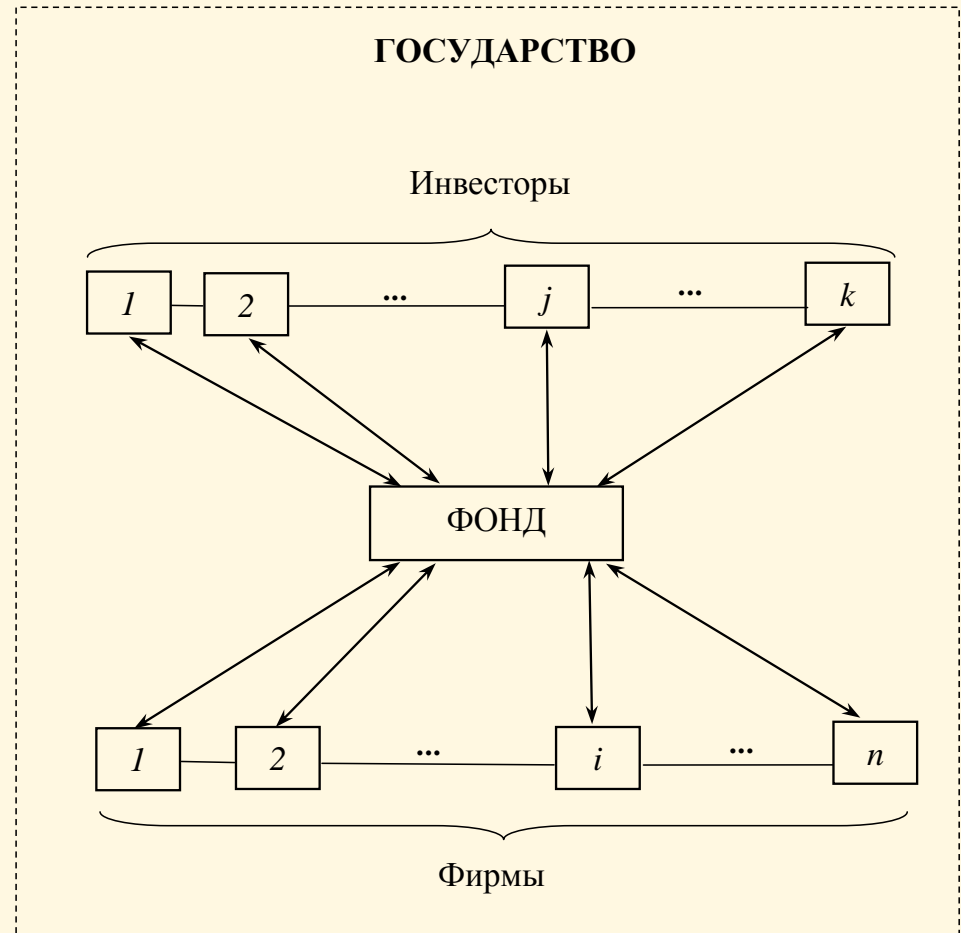 ГОСУДАРСТВО
Инвесторы
1 2 ... j ... k
ФОНД
1 2 ... i ... n
Фирмы